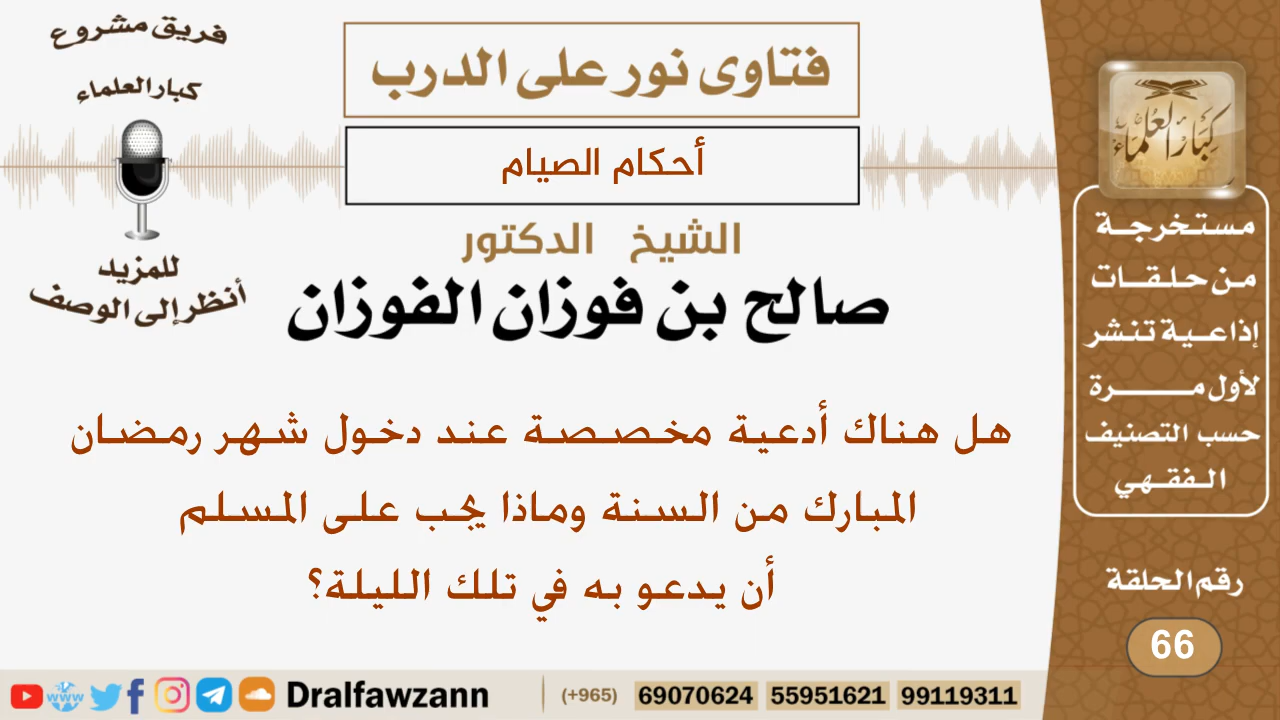 فريق مشروع
كبار العلماء
للمزيد
أنظر إلى الوصف
فتاوى نور على الدرب
أحكام الصيام
الشيخ الدكتور
صالح بن فوزان الفوزان
هل هناك أدعية مخصصة عند دخول شهر رمضان
المبارك من السنة وماذا يجب على المسلم
أن يدعو به في تلك الليلة؟
كبار العلماء
مستخرجة
من حلقات
إذاعية تنشر
لأول مرة
حسب التصنيف
الفقهي
رقم الحلقة
66
www Dralfawzann (+965) 69070624 55951621 99119311